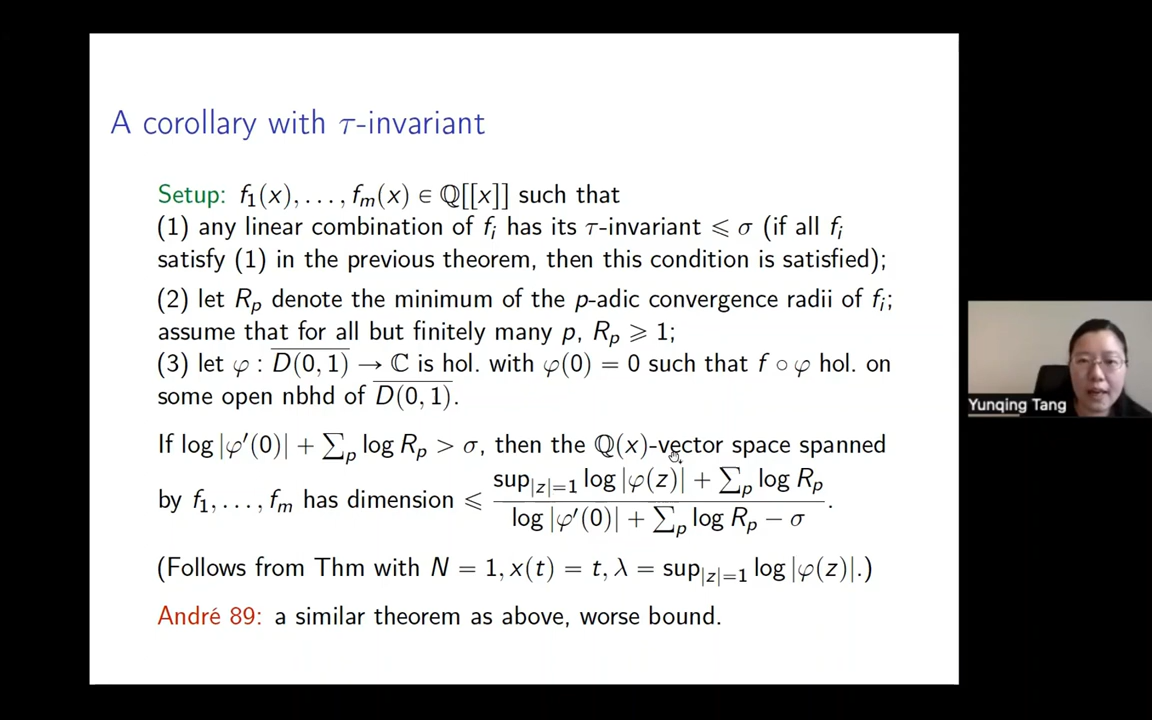 A corollary with τ-invariant
Setup: f₁(x), . . . , fₘ(x) ∈ ℚ[[x]] such that
(1) any linear combination of fᵢ has its τ-invariant ⩽ σ (if all fᵢ
satisfy (1) in the previous theorem, then this condition is satisfied);
(2) let Rₚ denote the minimum of the p-adic convergence radii of fᵢ;
assume that for all but finitely many p, Rₚ ⩾ 1;
(3) let φ : \overline{D(0, 1)} → ℂ is hol. with φ(0) = 0 such that f ∘ φ hol. on
some open nbhd of \overline{D(0, 1)}.
If log |φ′(0)| + ∑ₚ log Rₚ > σ, then the ℚ(x)-vector space spanned
by f₁, . . . , fₘ has dimension ⩽ \frac{sup_{|z|=1} log |φ(z)| + ∑ₚ log Rₚ}{log |φ′(0)| + ∑ₚ log Rₚ − σ}.
(Follows from Thm with N = 1, x(t) = t, λ = sup_{|z|=1} log |φ(z)|.)
André 89: a similar theorem as above, worse bound.
Yunqing Tang